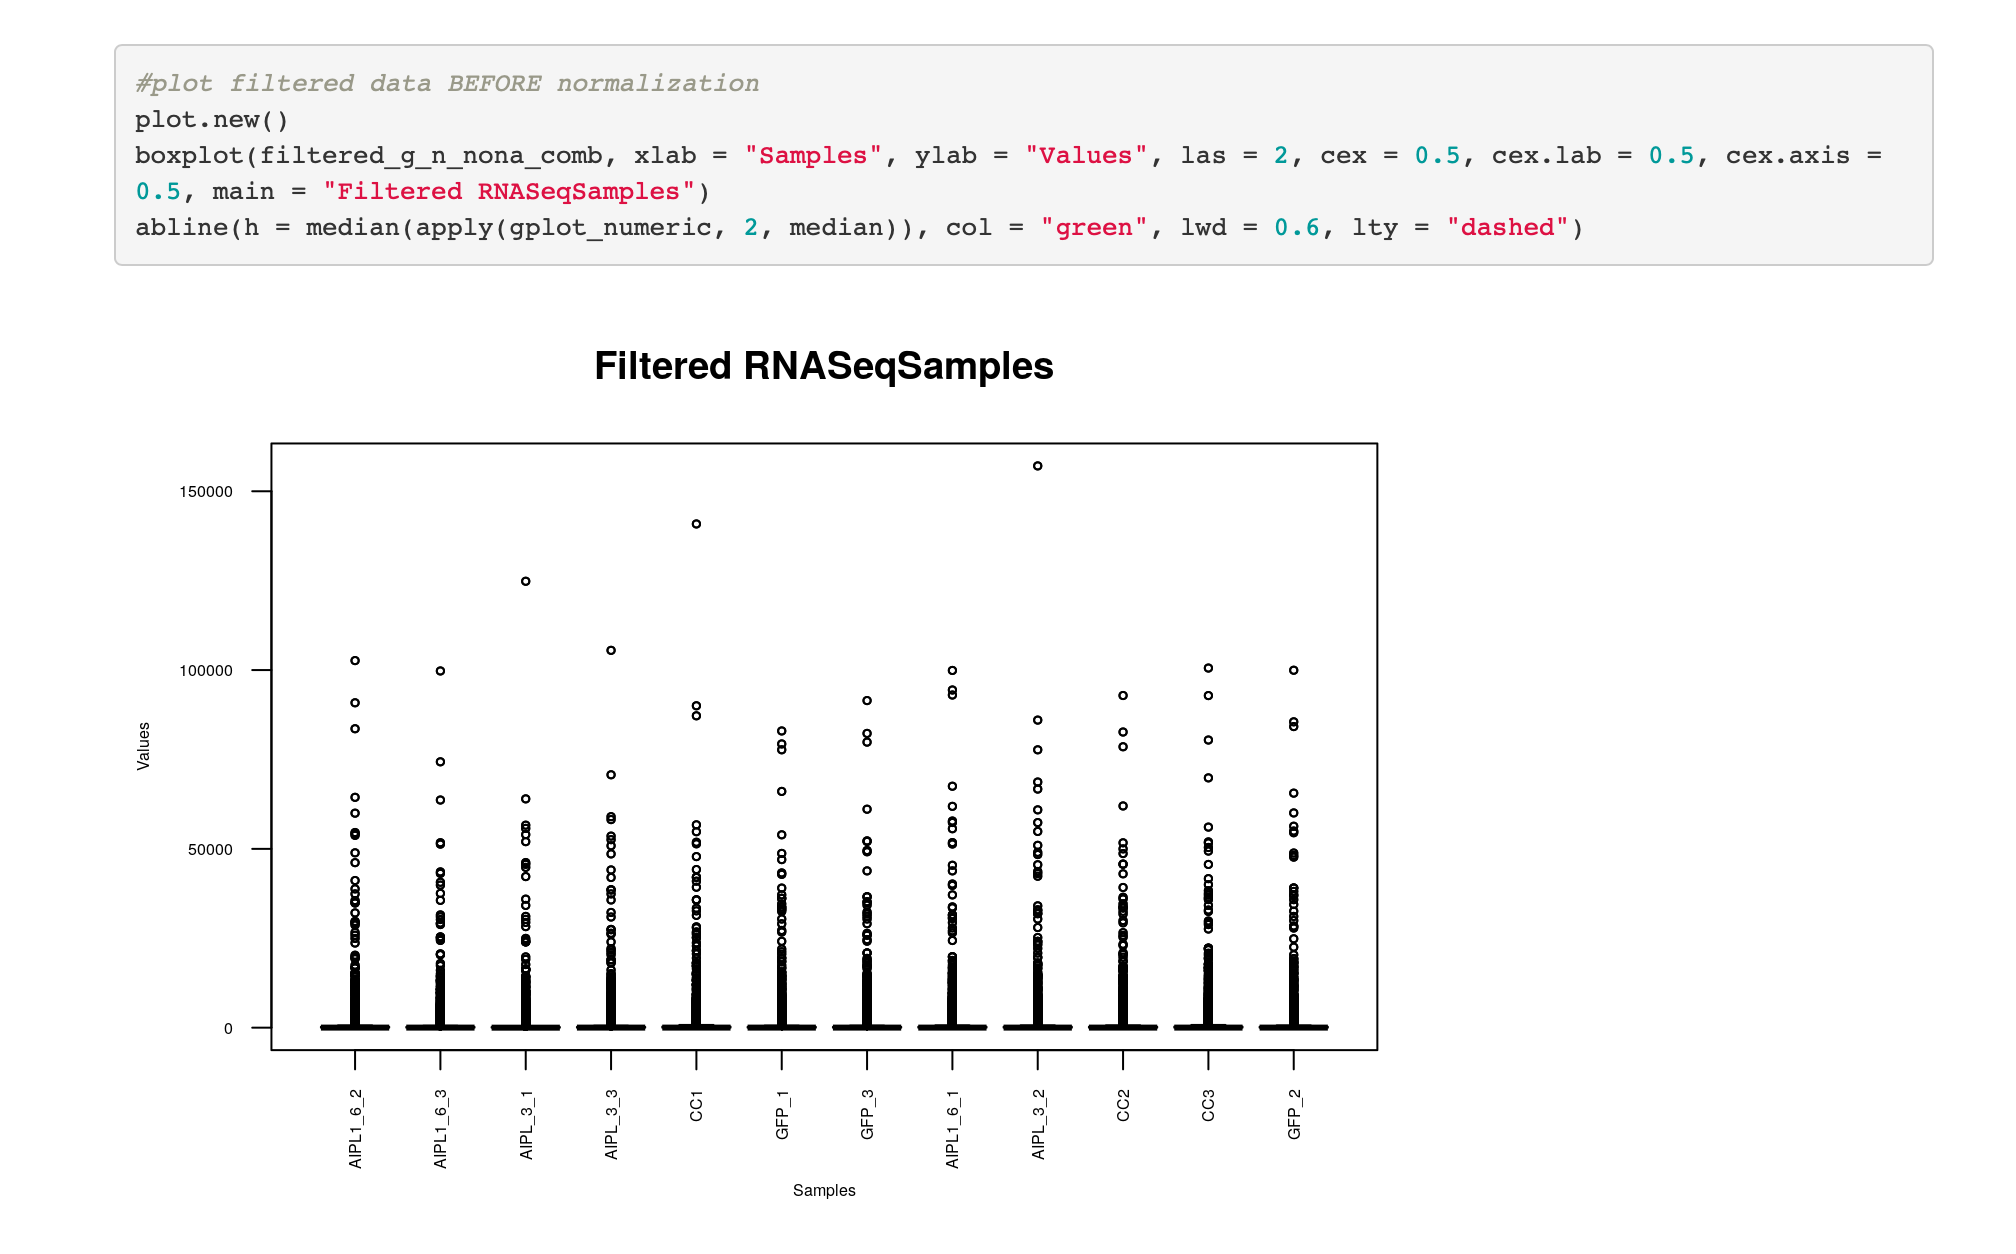 #plot filtered data BEFORE normalization
plot.new()
boxplot(filtered_g_n_nona_comb, xlab = "Samples", ylab = "Values", las = 2, cex = 0.5, cex.lab = 0.5, cex.axis =
0.5, main = "Filtered RNASeqSamples")
abline(h = median(apply(gplot_numeric, 2, median)), col = "green", lwd = 0.6, lty = "dashed")
Filtered RNASeqSamples
150000
100000
50000
0
Values
AIPL1_6_2
AIPL1_6_3
AIPL_3_1
AIPL_3_3
CC1
GFP_1
GFP_3
AIPL1_6_1
AIPL_3_2
CC2
CC3
GFP_2
Samples